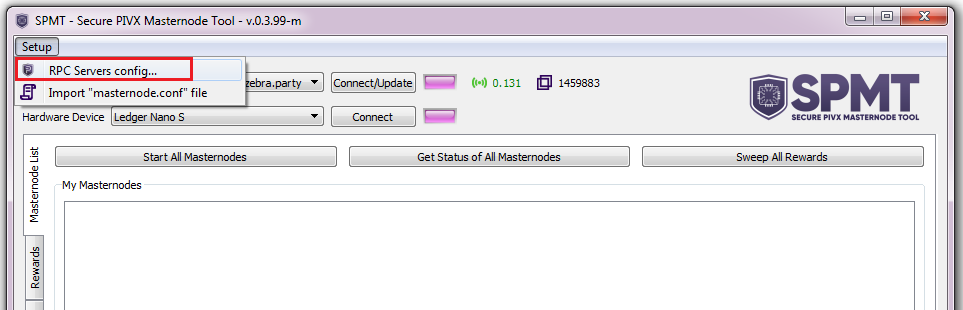 SPMT - Secure PIVX Masternode Tool - v.0.3.99-m
Setup
RPC Servers config...
Import "masternode.conf" file
zebra.party
Connect/Update
0.131
1459883
Hardware Device
Ledger Nano S
Connect
SPMT
SECURE PIVX MASTERNODE TOOL
Masternode List
Rewards
Start All Masternodes
Get Status of All Masternodes
Sweep All Rewards
My Masternodes